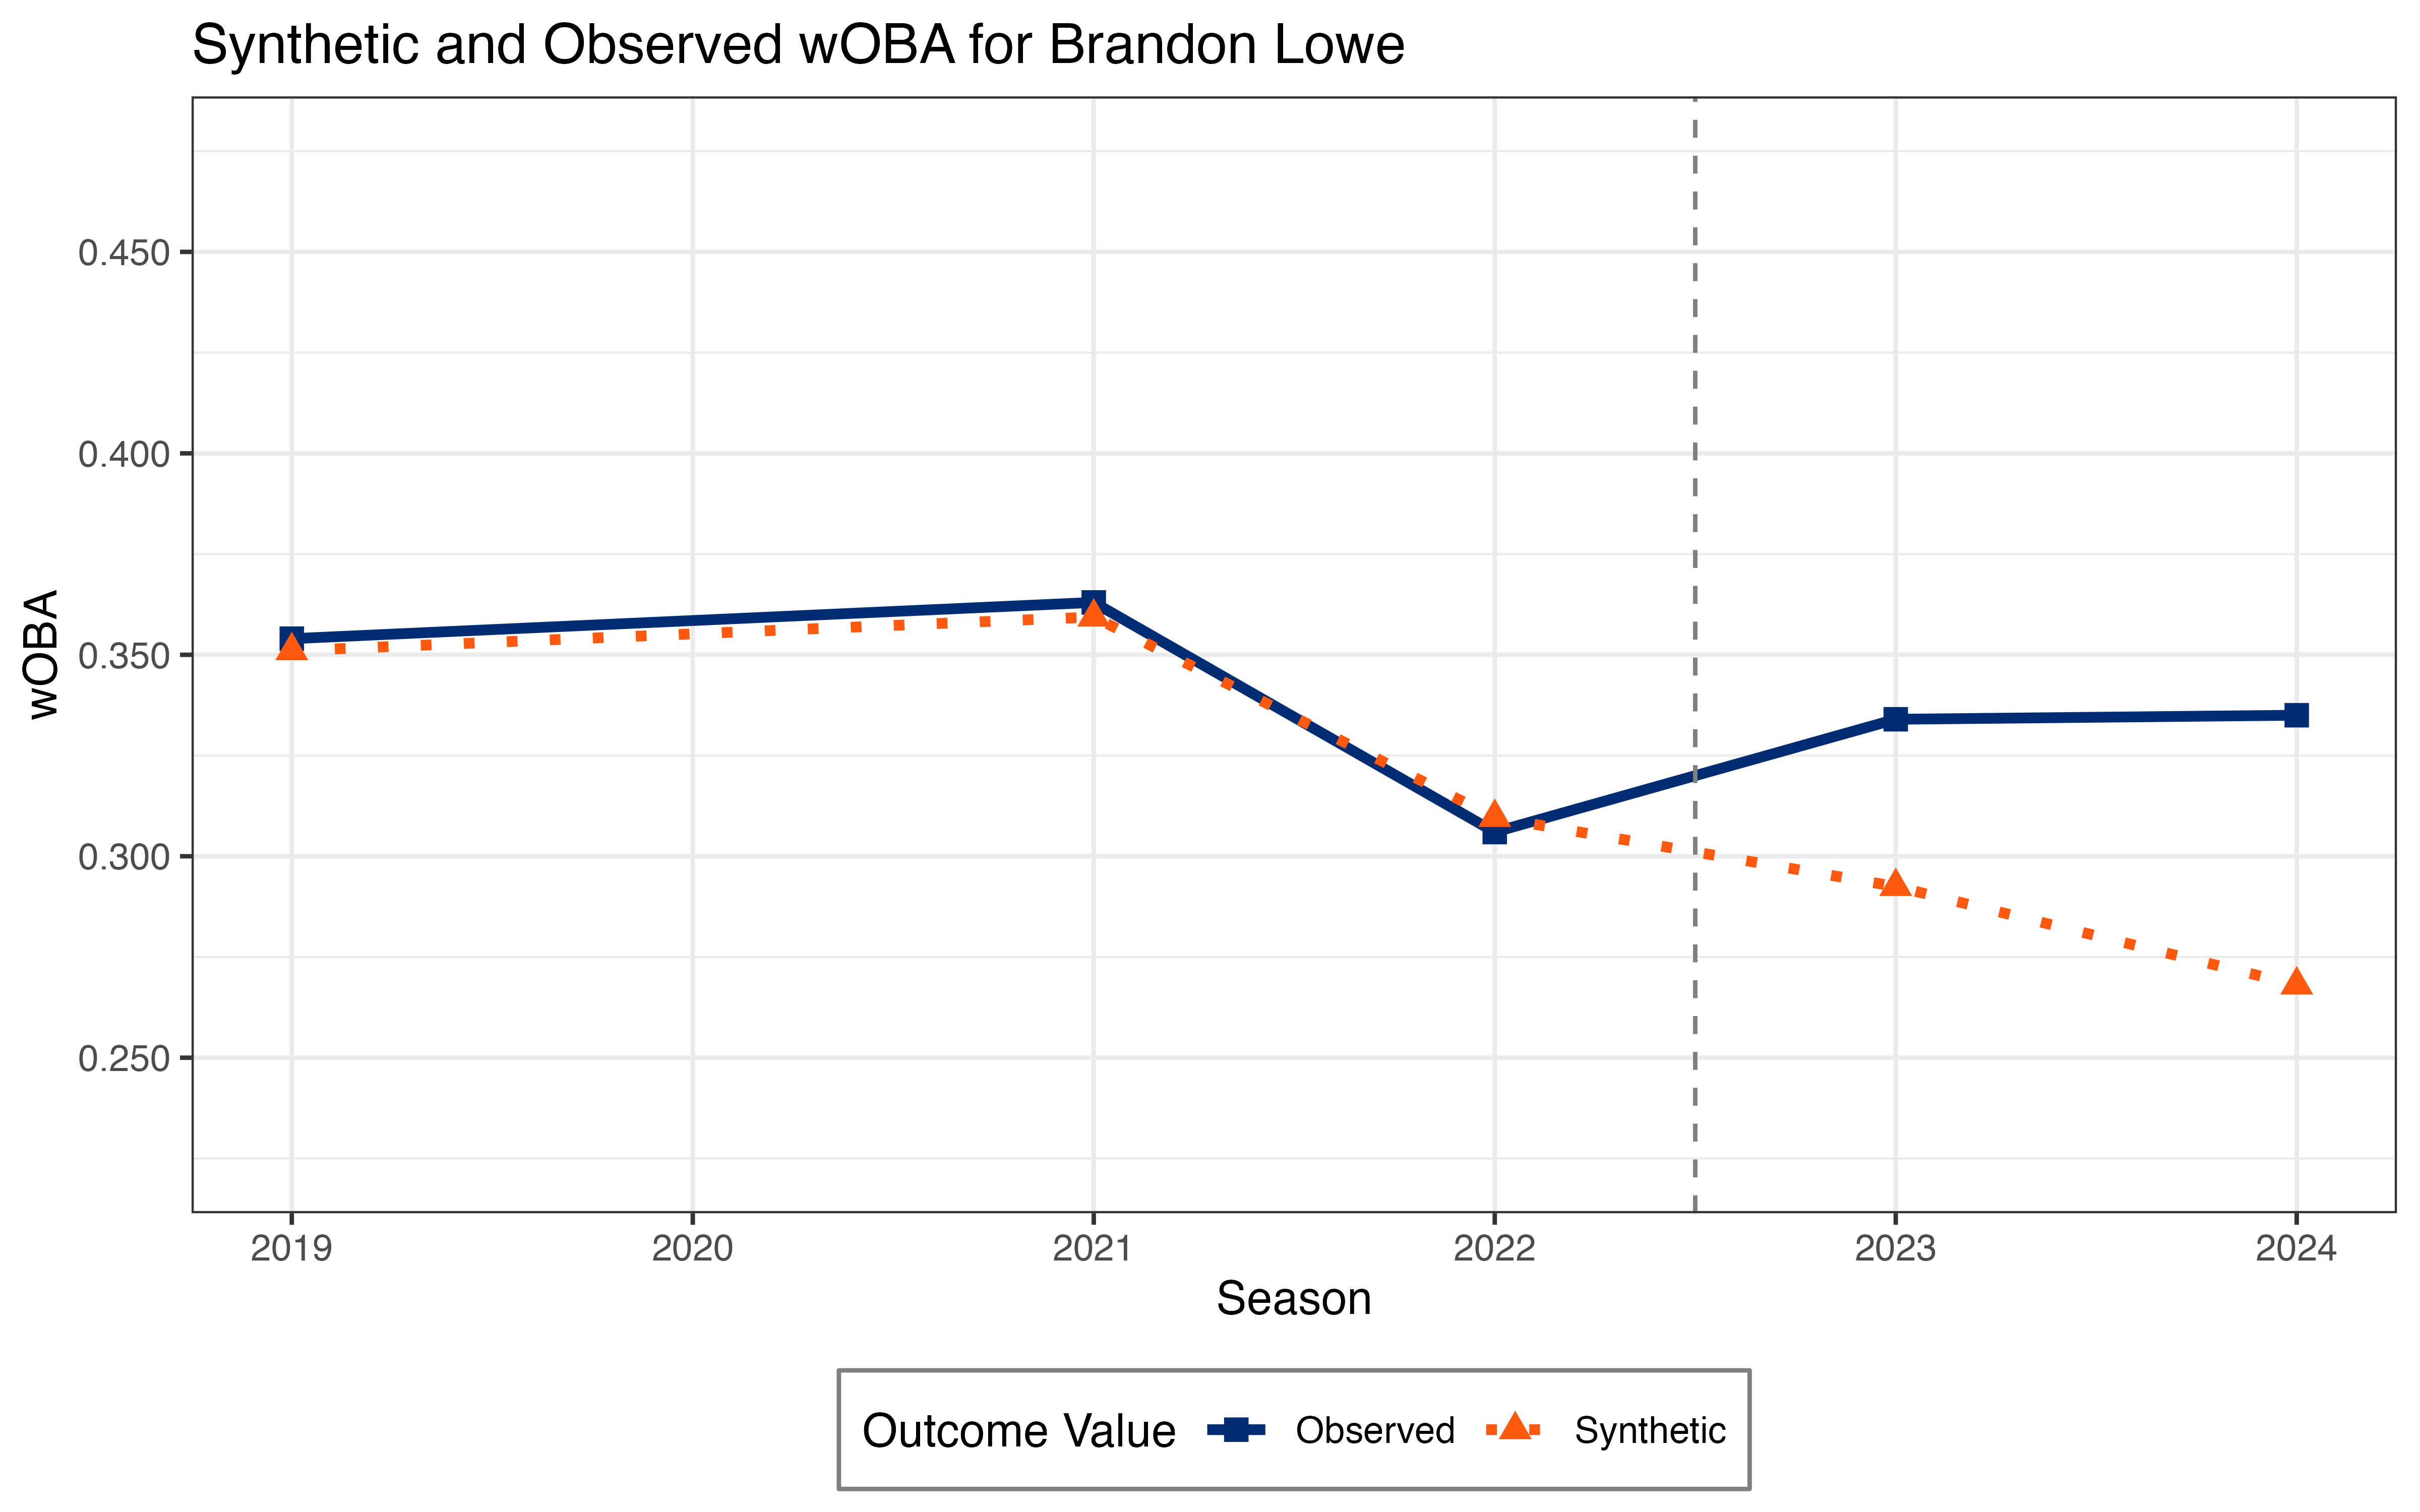 Synthetic and Observed wOBA for Brandon Lowe
wOBA
0.450
0.400
0.350
0.300
0.250
2019 2020 2021 2022 2023 2024
Season
Outcome Value Observed Synthetic